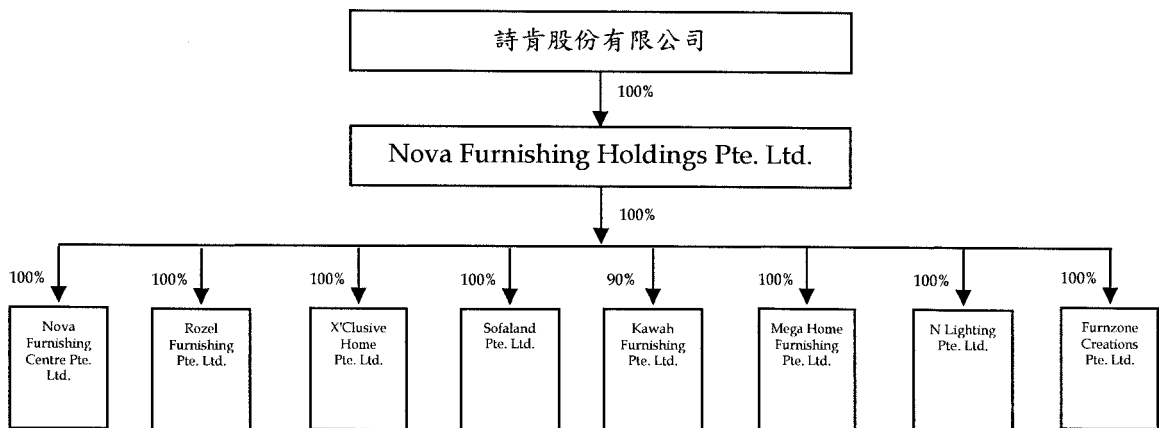 詩肯股份有限公司
100%
Nova Furnishing Holdings Pte. Ltd.
100%
100%
100%
100%
100%
90%
100%
100%
100%
Nova
Furnishing
Centre Pte.
Ltd.
Rozel
Furnishing
Pte. Ltd.
X'Clusive
Home
Pte. Ltd.
Sofaland
Pte. Ltd.
Kawah
Furnishing
Pte. Ltd.
Mega Home
Furnishing
Pte. Ltd.
N Lighting
Pte. Ltd.
Furnzone
Creations
Pte. Ltd.